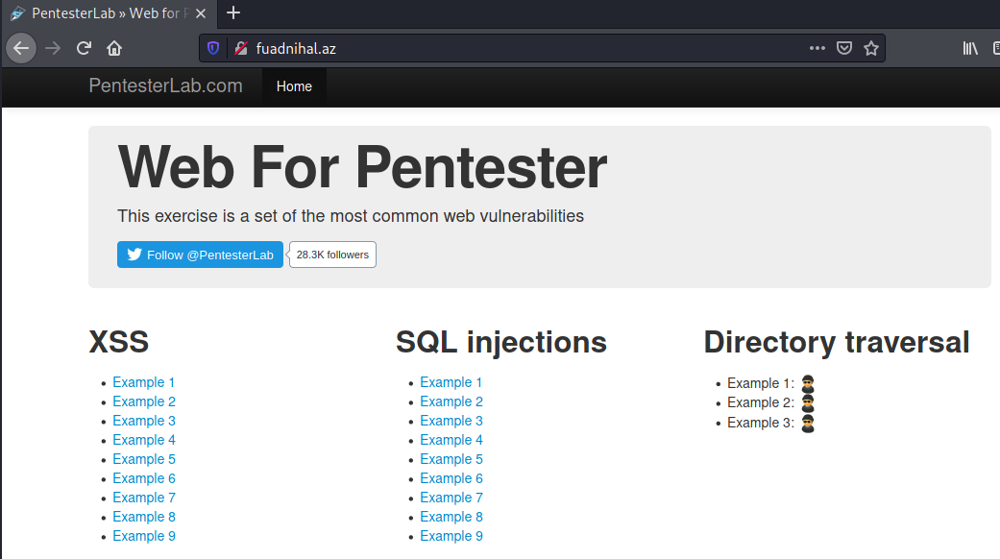 PentesterLab » Web for
fuadnihal.az
PentesterLab.com Home
Web For Pentester
This exercise is a set of the most common web vulnerabilities
Follow @PentesterLab 28.3K followers
XSS
Example 1
Example 2
Example 3
Example 4
Example 5
Example 6
Example 7
Example 8
Example 9
SQL injections
Example 1
Example 2
Example 3
Example 4
Example 5
Example 6
Example 7
Example 8
Example 9
Directory traversal
Example 1:
Example 2:
Example 3: